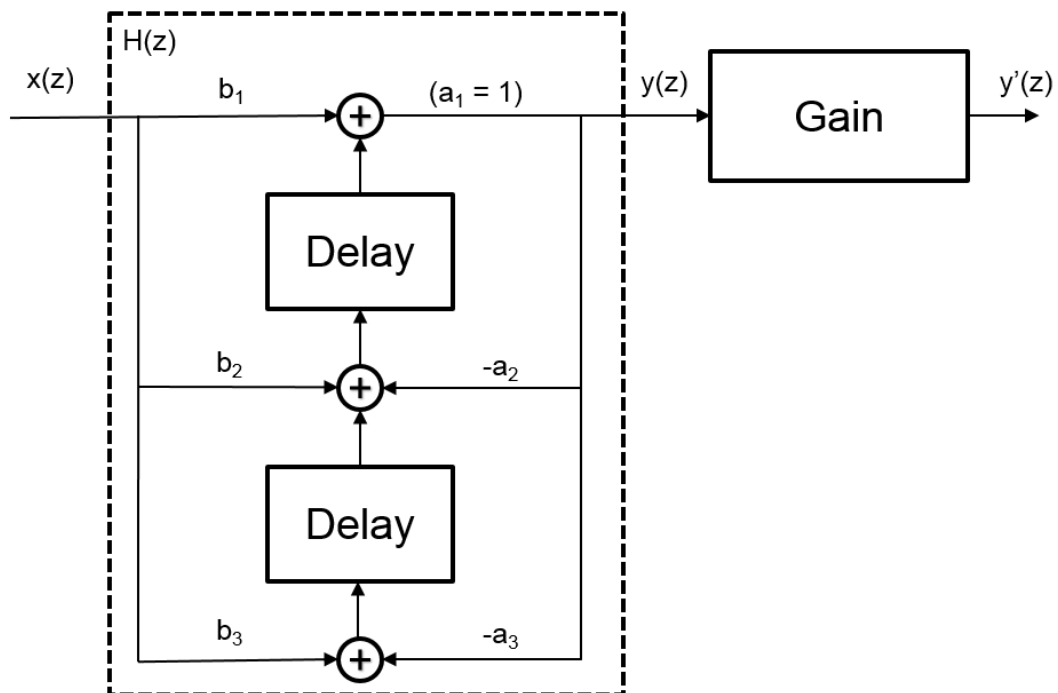 H(z)
x(z)
b₁
(a₁ = 1)
y(z)
Gain
y’(z)
+
Delay
b₂
+
-a₂
Delay
b₃
+
-a₃